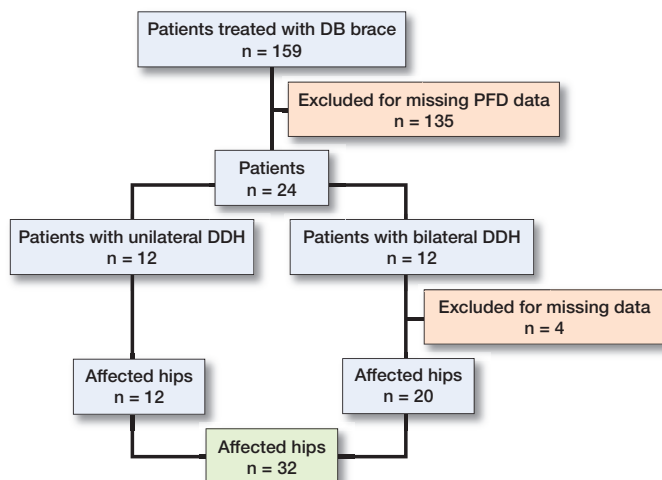 Patients treated with DB brace
n = 159
Excluded for missing PFD data
n = 135
Patients
n = 24
Patients with unilateral DDH
n = 12
Patients with bilateral DDH
n = 12
Excluded for missing data
n = 4
Affected hips
n = 12
Affected hips
n = 20
Affected hips
n = 32